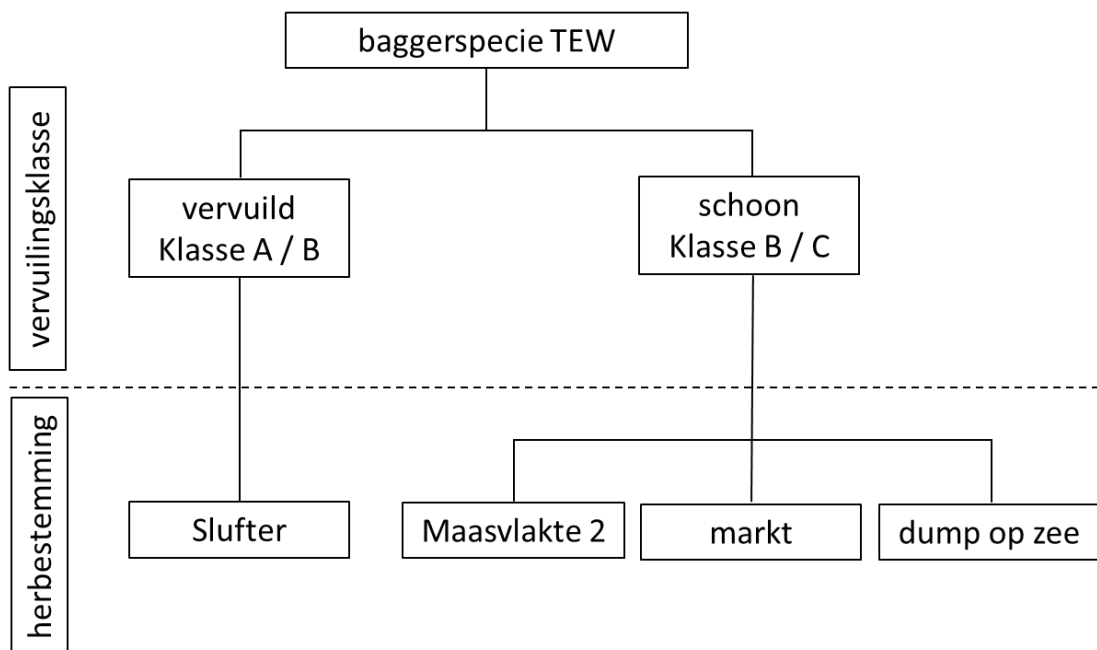 baggerspecie TEW
vervuilingsklasse
vervuild
Klasse A / B
schoon
Klasse B / C
herbestemming
Slufter
Maasvlakte 2
markt
dump op zee